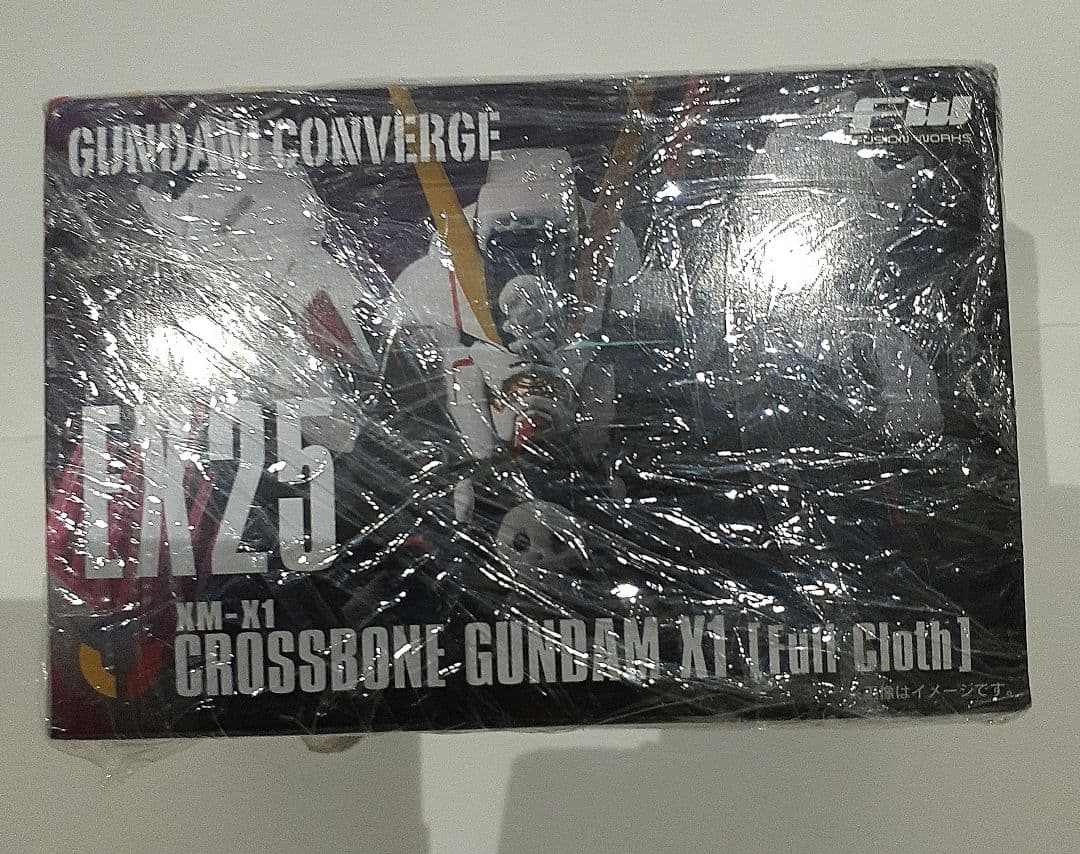 GUNDAM CONVERGE
FW
FUSION WORKS
EX25
XM-X1
CROSSBONE GUNDAM X1 [Full Cloth]
像はイメージです。